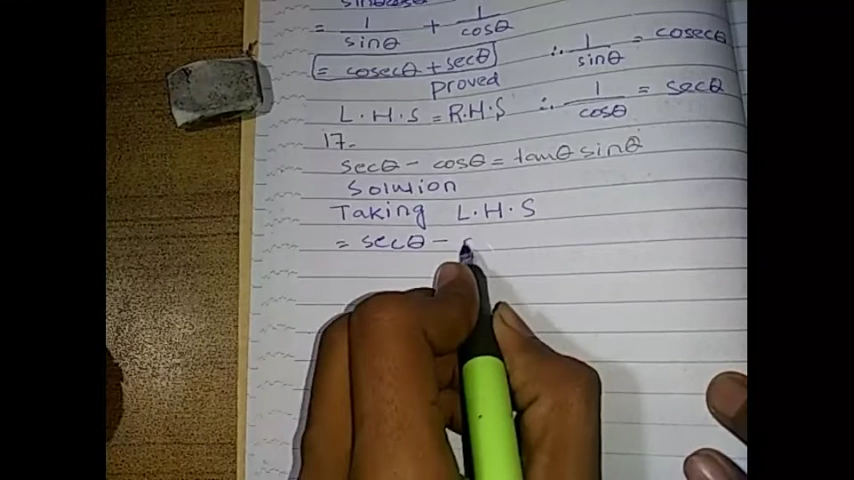 sinθcosθ
= 1/sinθ + 1/cosθ ∴ 1/sinθ = cosecθ
= cosecθ + secθ
Proved
L.H.S = R.H.S ∴ 1/cosθ = secθ
17-
secθ - cosθ = tanθ sinθ
Solution
Taking L.H.S
= secθ -